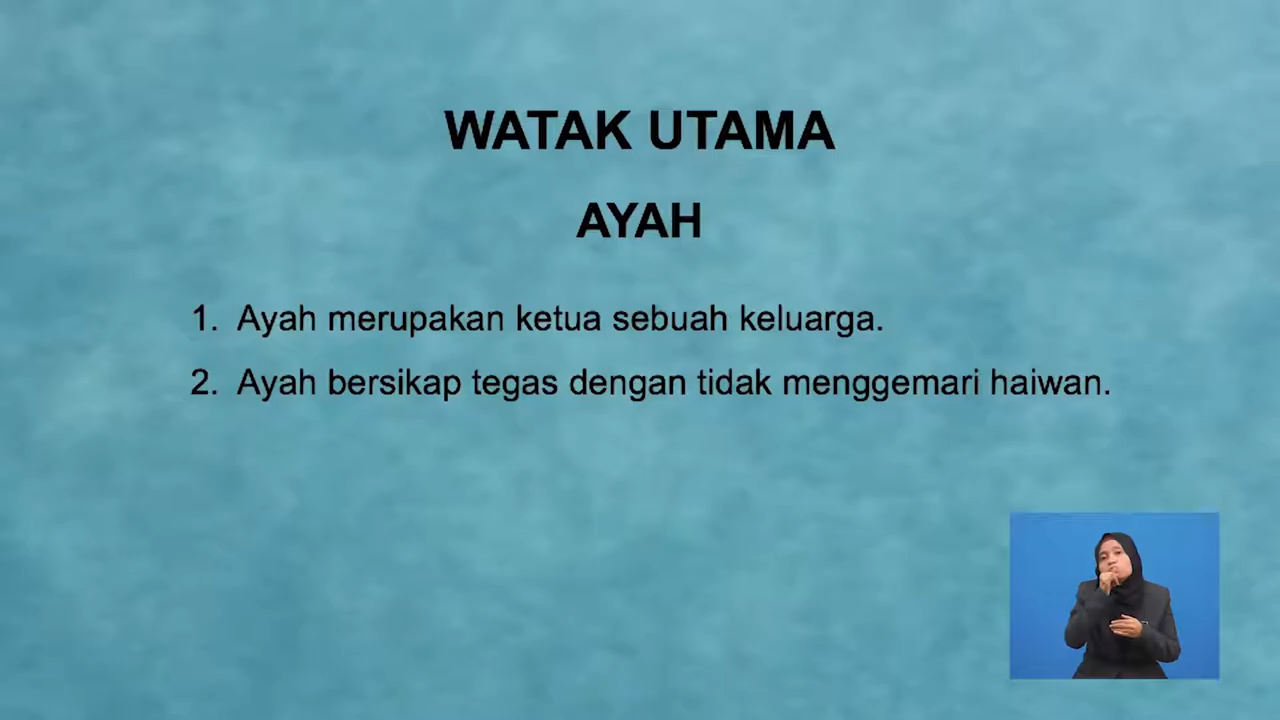 WATAK UTAMA
AYAH
1. Ayah merupakan ketua sebuah keluarga.
2. Ayah bersikap tegas dengan tidak menggemari haiwan.